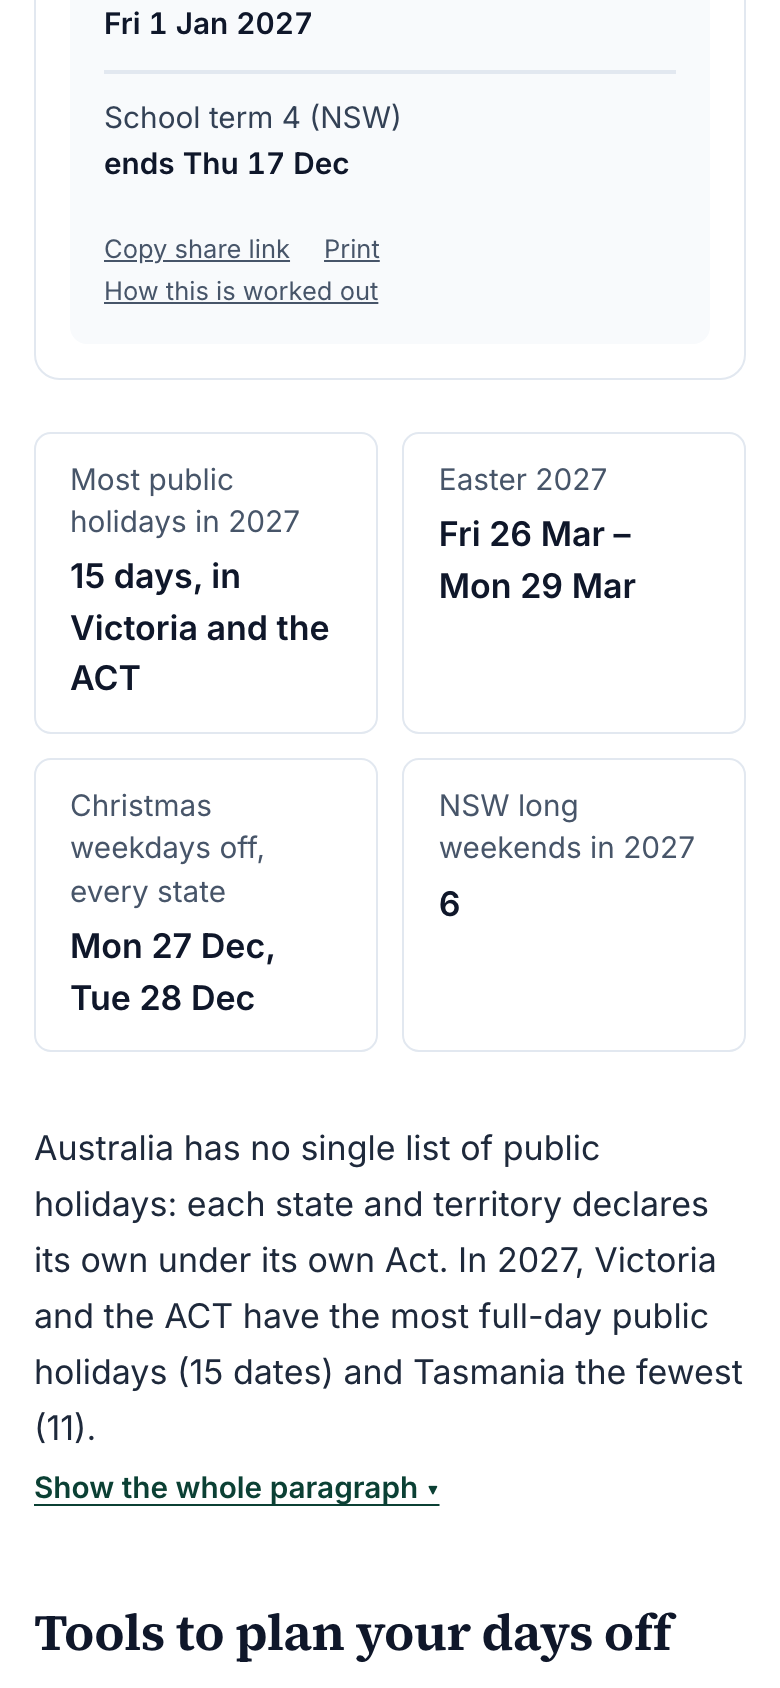 Fri 1 Jan 2027
School term 4 (NSW)
ends Thu 17 Dec
Copy share link Print
How this is worked out
Most public
holidays in 2027
15 days, in
Victoria and the
ACT
Easter 2027
Fri 26 Mar –
Mon 29 Mar
Christmas
weekdays off,
every state
Mon 27 Dec,
Tue 28 Dec
NSW long
weekends in 2027
6
Australia has no single list of public
holidays: each state and territory declares
its own under its own Act. In 2027, Victoria
and the ACT have the most full-day public
holidays (15 dates) and Tasmania the fewest
(11).
Show the whole paragraph ▾
Tools to plan your days off